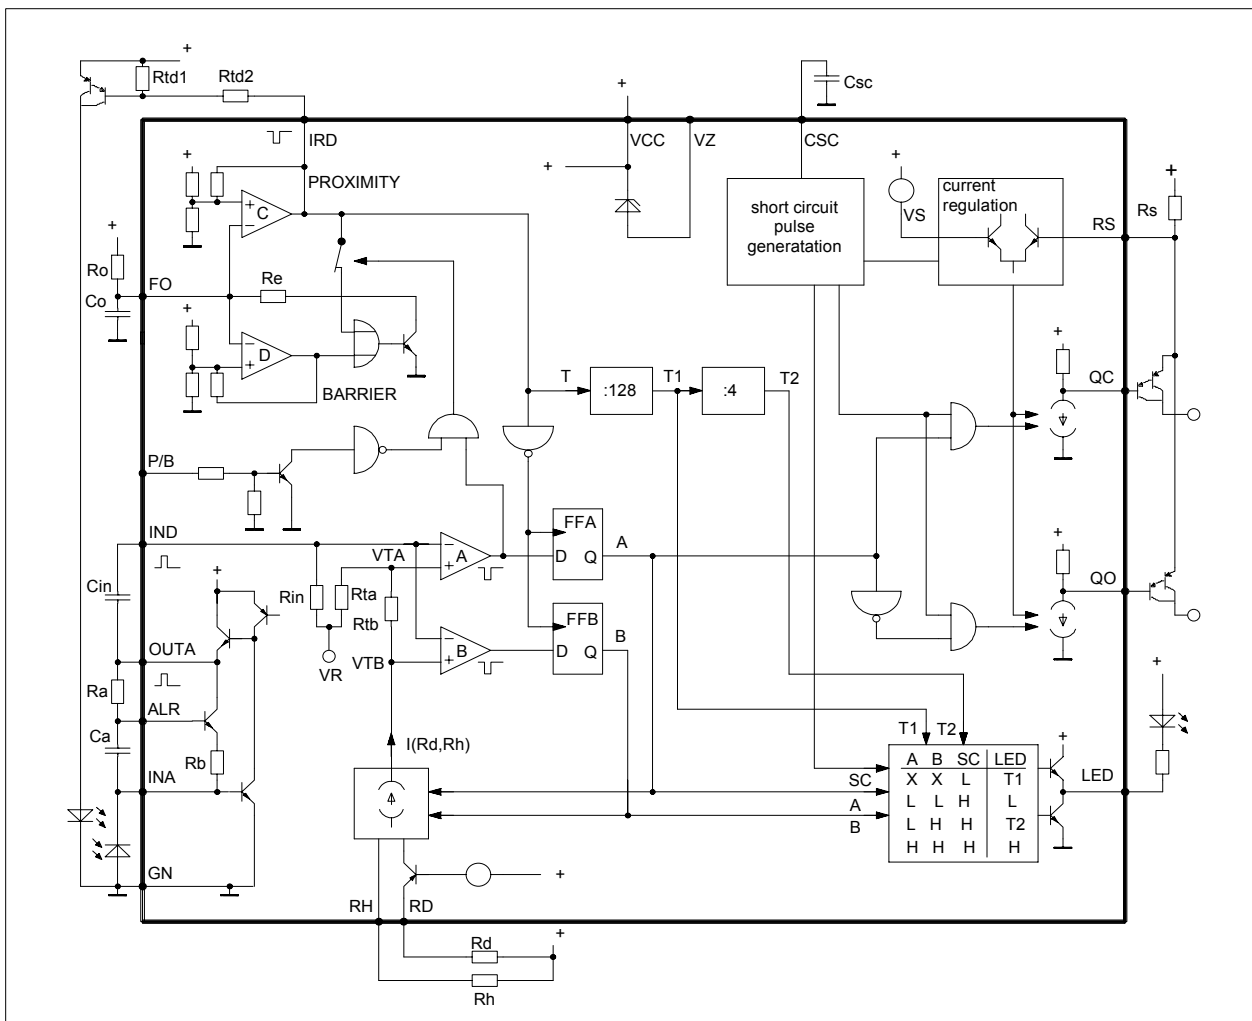 +
Rtd1
Rtd2
Csc
+
IRD
VCC
VZ
CSC
+
+
+
PROXIMITY
+
C
−
short circuit
pulse
generatation
+
VS
current
regulation
RS
+
Rs
+
Ro
FO
Co
Re
+
−
D
+
BARRIER
T
:128
T1
:4
T2
+
QC
P/B
IND
Cin
+
VTA
−
A
+
FFA
D
Q
A
+
QO
Rin
Rta
Rtb
VR
VTB
−
B
+
FFB
D
Q
B
OUTA
Ra
ALR
Ca
Rb
INA
GN
I(Rd,Rh)
T1
T2
+
+
SC
A
B
A B SC LED
X X L T1
L L H L
L H H T2
H H H H
LED
+
RH
RD
+
Rd
Rh